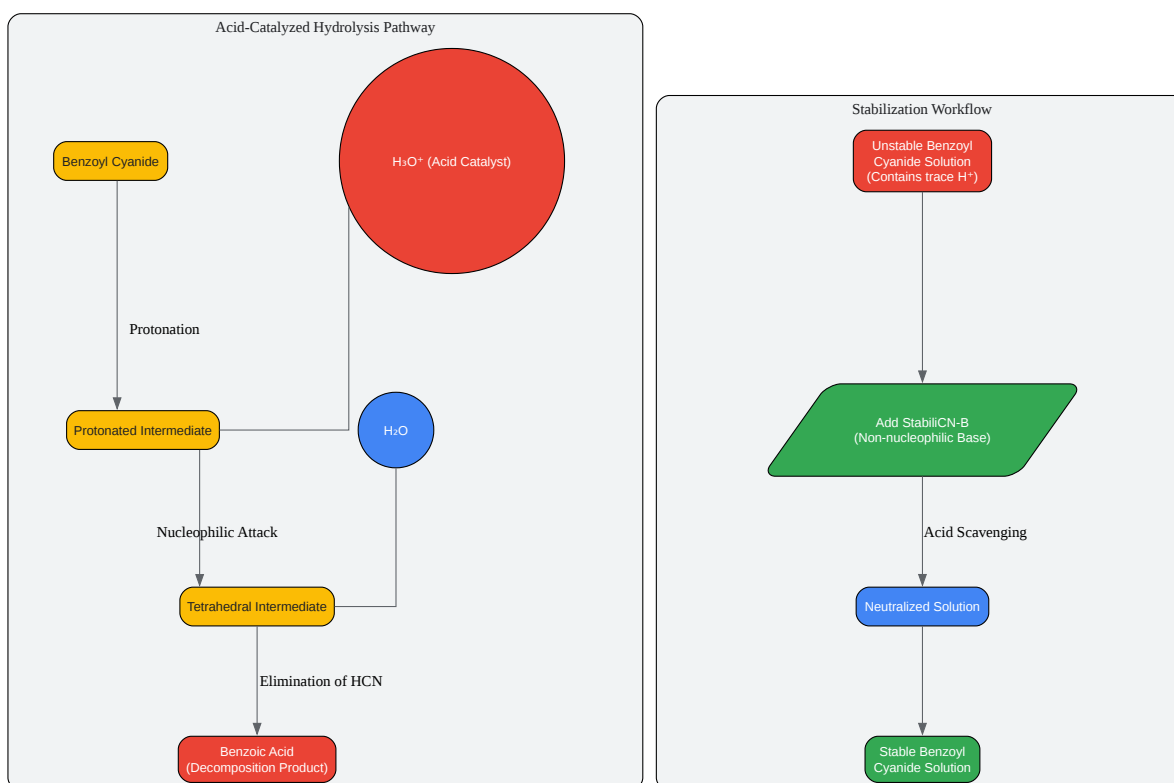 Acid-Catalyzed Hydrolysis Pathway
H₃O⁺ (Acid Catalyst)
Benzoyl Cyanide
Protonation
Protonated Intermediate
H₂O
Nucleophilic Attack
Tetrahedral Intermediate
Elimination of HCN
Benzoic Acid
(Decomposition Product)
Stabilization Workflow
Unstable Benzoyl
Cyanide Solution
(Contains trace H⁺)
Add StabiliCN-B
(Non-nucleophilic Base)
Acid Scavenging
Neutralized Solution
Stable Benzoyl
Cyanide Solution